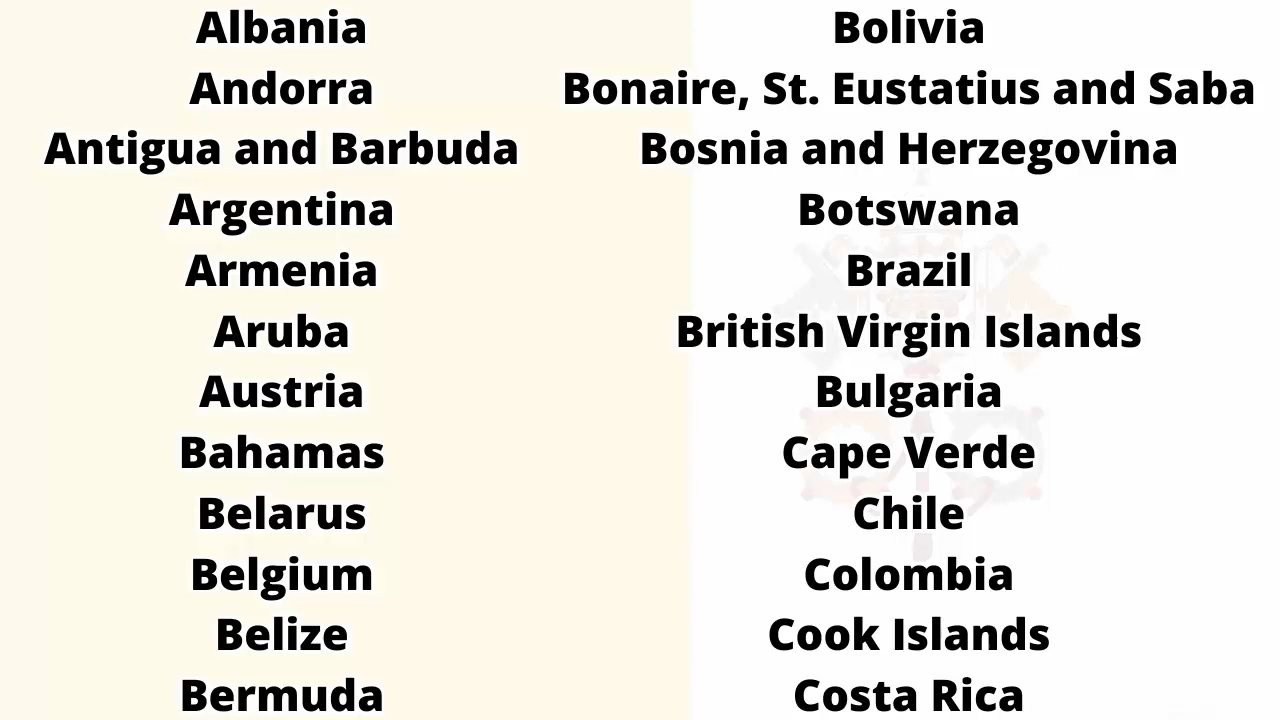 Albania
Andorra
Antigua and Barbuda
Argentina
Armenia
Aruba
Austria
Bahamas
Belarus
Belgium
Belize
Bermuda
Bolivia
Bonaire, St. Eustatius and Saba
Bosnia and Herzegovina
Botswana
Brazil
British Virgin Islands
Bulgaria
Cape Verde
Chile
Colombia
Cook Islands
Costa Rica